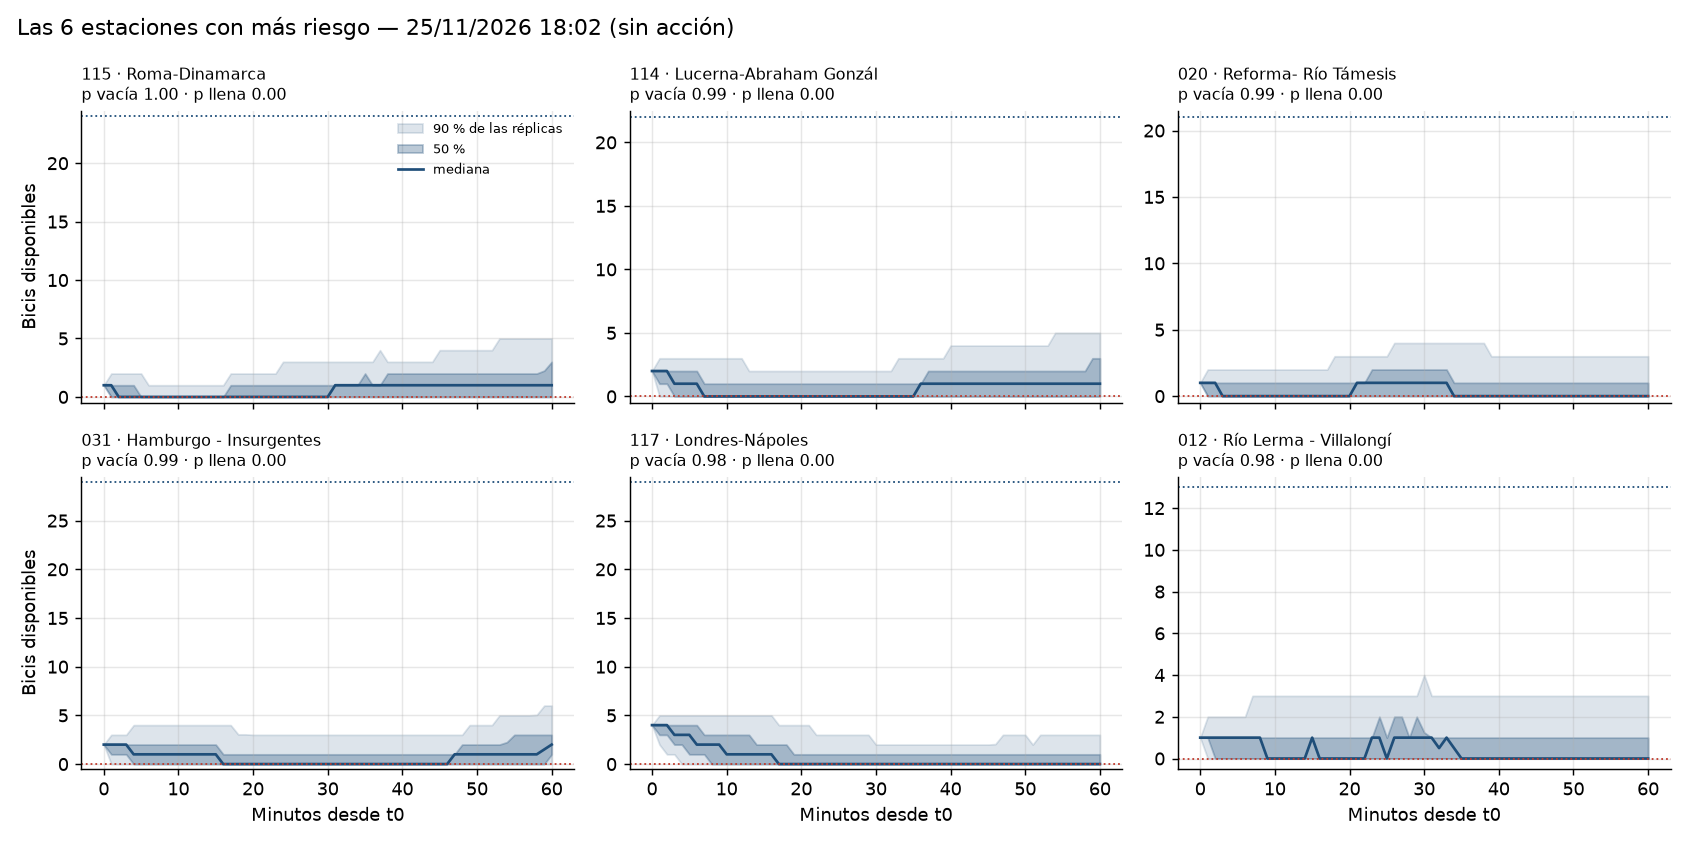 Las 6 estaciones con más riesgo — 25/11/2026 18:02 (sin acción)
115 · Roma-Dinamarca
p vacía 1.00 · p llena 0.00
90 % de las réplicas
50 %
mediana
Bicis disponibles
20
15
10
5
0
114 · Lucerna-Abraham Gonzál
p vacía 0.99 · p llena 0.00
20
15
10
5
0
020 · Reforma- Río Támesis
p vacía 0.99 · p llena 0.00
20
15
10
5
0
031 · Hamburgo - Insurgentes
p vacía 0.99 · p llena 0.00
Bicis disponibles
25
20
15
10
5
0
0 10 20 30 40 50 60
Minutos desde t0
117 · Londres-Nápoles
p vacía 0.98 · p llena 0.00
25
20
15
10
5
0
0 10 20 30 40 50 60
Minutos desde t0
012 · Río Lerma - Villalongí
p vacía 0.98 · p llena 0.00
12
10
8
6
4
2
0
0 10 20 30 40 50 60
Minutos desde t0